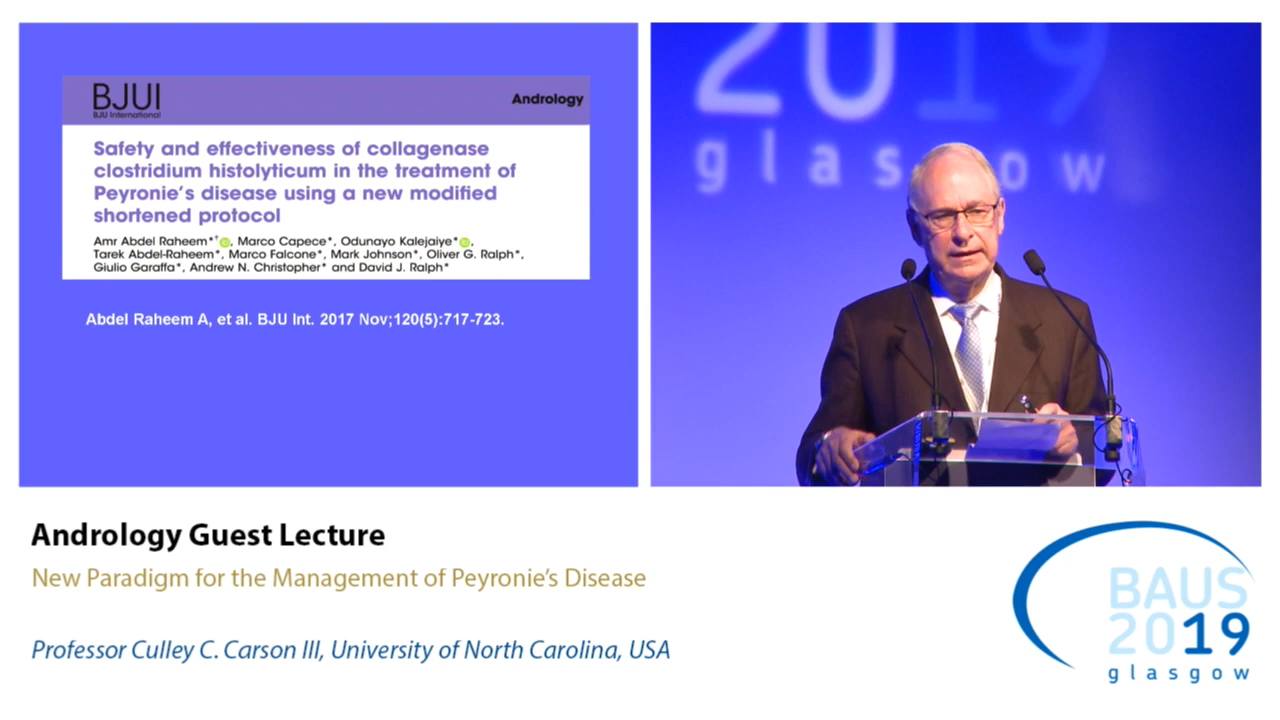 BJUI
BJU International
Andrology
Safety and effectiveness of collagenase
clostridium histolyticum in the treatment of
Peyronie's disease using a new modified
shortened protocol
Amr Abdel Raheem*†, Marco Capece*, Odunayo Kalejaiye*,
Tarek Abdel-Raheem*, Marco Falcone*, Mark Johnson*, Oliver G. Ralph*,
Giulio Garaffa*, Andrew N. Christopher* and David J. Ralph*
Abdel Raheem A, et al. BJU Int. 2017 Nov;120(5):717-723.
2019
glasgow
Andrology Guest Lecture
New Paradigm for the Management of Peyronie's Disease
Professor Culley C. Carson III, University of North Carolina, USA
BAUS
2019
glasgow